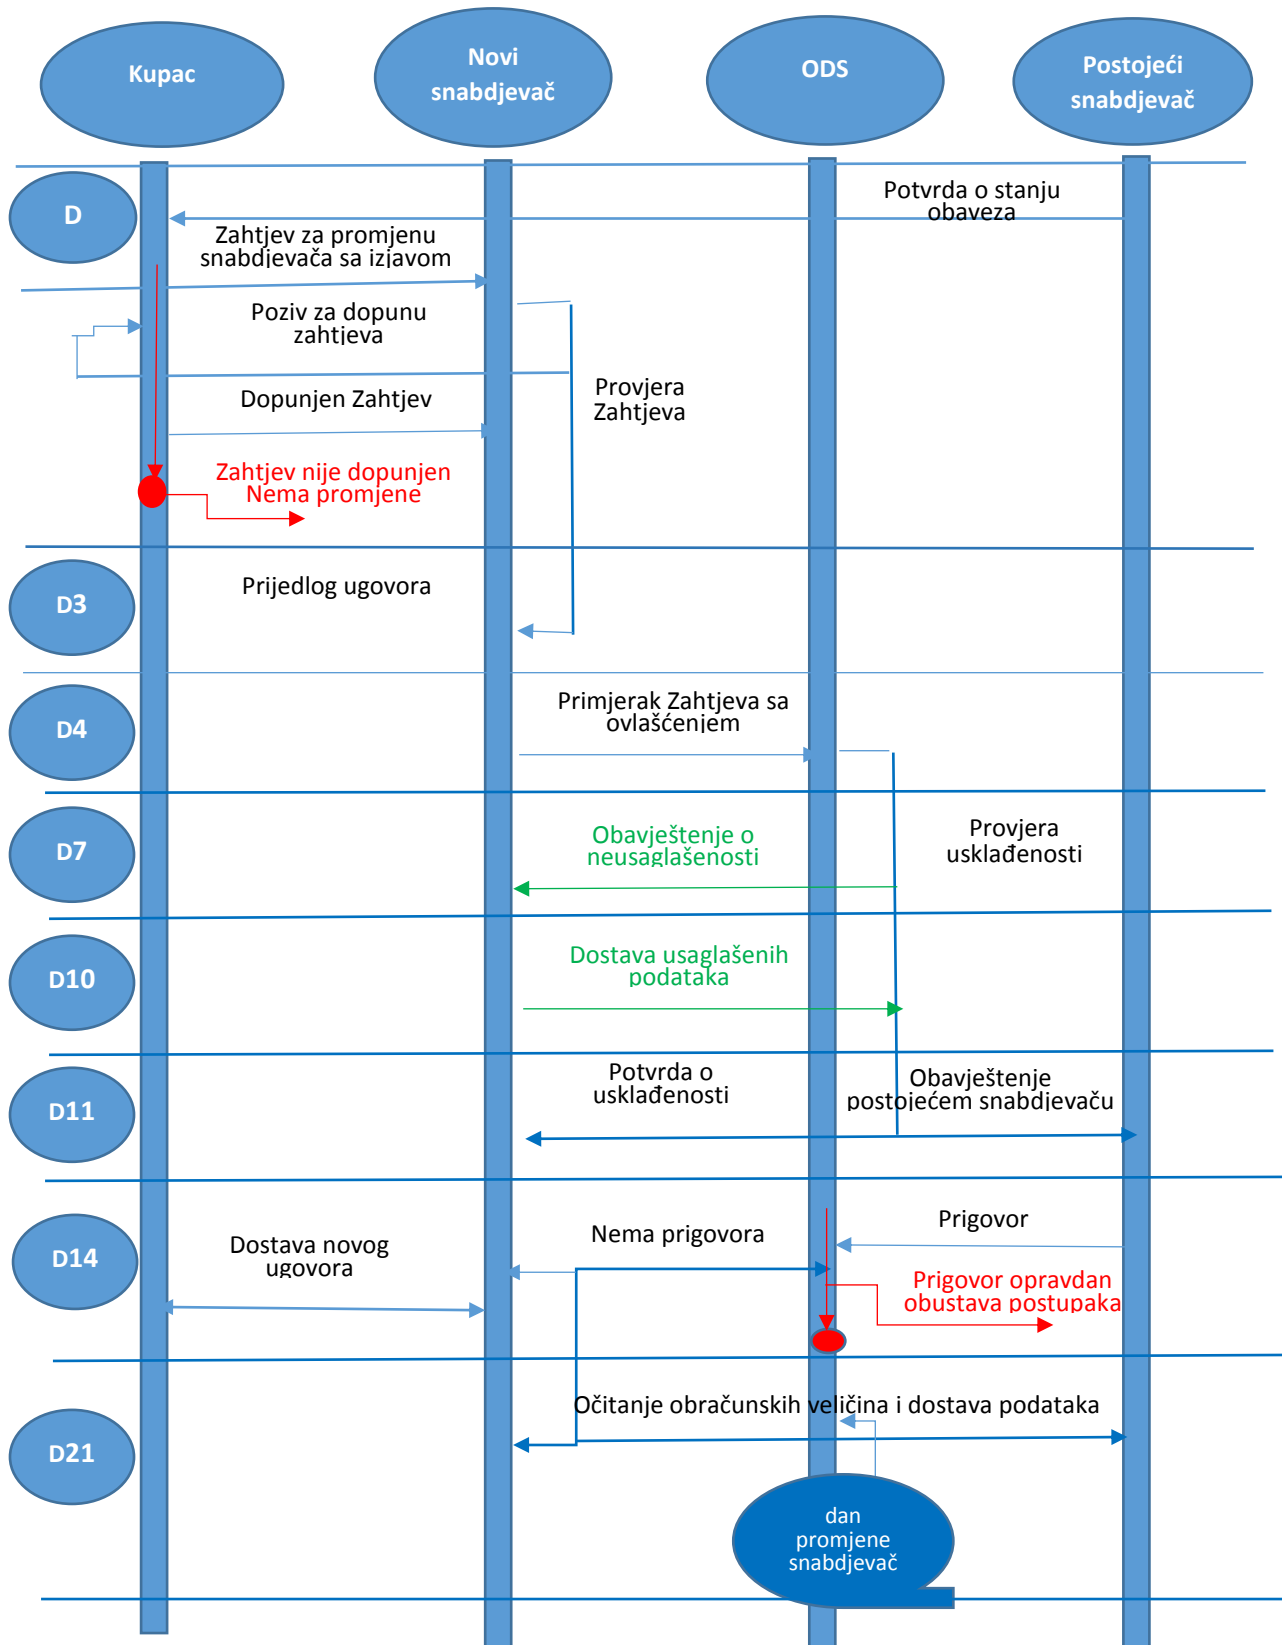 Kupac
Novi
snabdjevač
ODS
Postojeći
snabdjevač
D
Potvrda o stanju
obaveza
Zahtjev za promjenu
snabdjevača sa izjavom
Poziv za dopunu
zahtjeva
Provjera
Zahtjeva
Dopunjen Zahtjev
Zahtjev nije dopunjen
Nema promjene
D3
Prijedlog ugovora
D4
Primjerak Zahtjeva sa
ovlašćenjem
D7
Obavještenje o
neusaglašenosti
Provjera
usklađenosti
D10
Dostava usaglašenih
podataka
D11
Potvrda o
usklađenosti
Obavještenje
postojećem snabdjevaču
D14
Dostava novog
ugovora
Nema prigovora
Prigovor
Prigovor opravdan
obustava postupaka
D21
Očitanje obračunskih veličina i dostava podataka
dan
promjene
snabdjevač